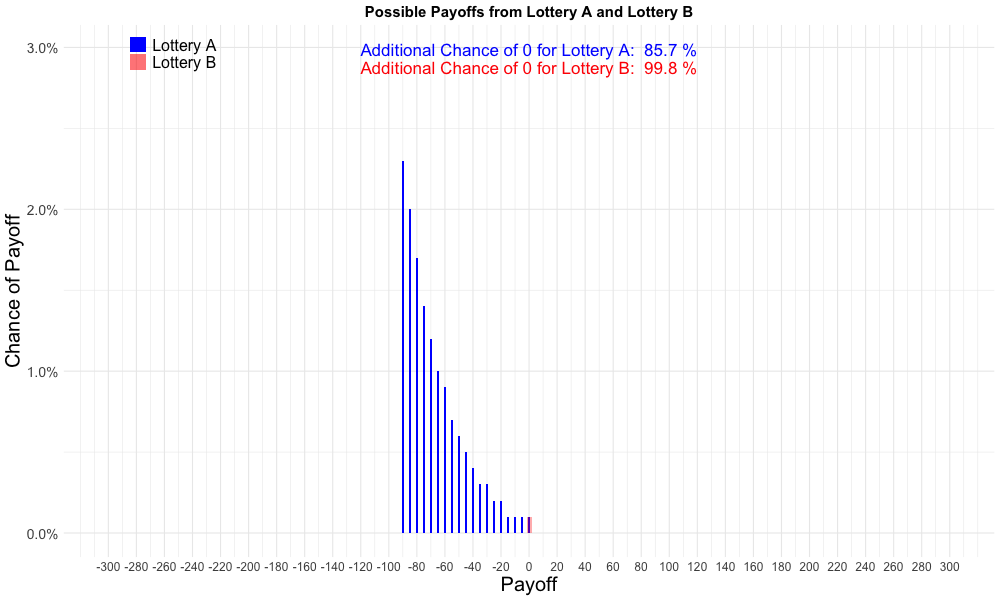 Possible Payoffs from Lottery A and Lottery B
Lottery A
Lottery B
Additional Chance of 0 for Lottery A: 85.7 %
Additional Chance of 0 for Lottery B: 99.8 %
Chance of Payoff
3.0%
2.0%
1.0%
0.0%
-300 -280 -260 -240 -220 -200 -180 -160 -140 -120 -100 -80 -60 -40 -20 0 20 40 60 80 100 120 140 160 180 200 220 240 260 280 300
Payoff